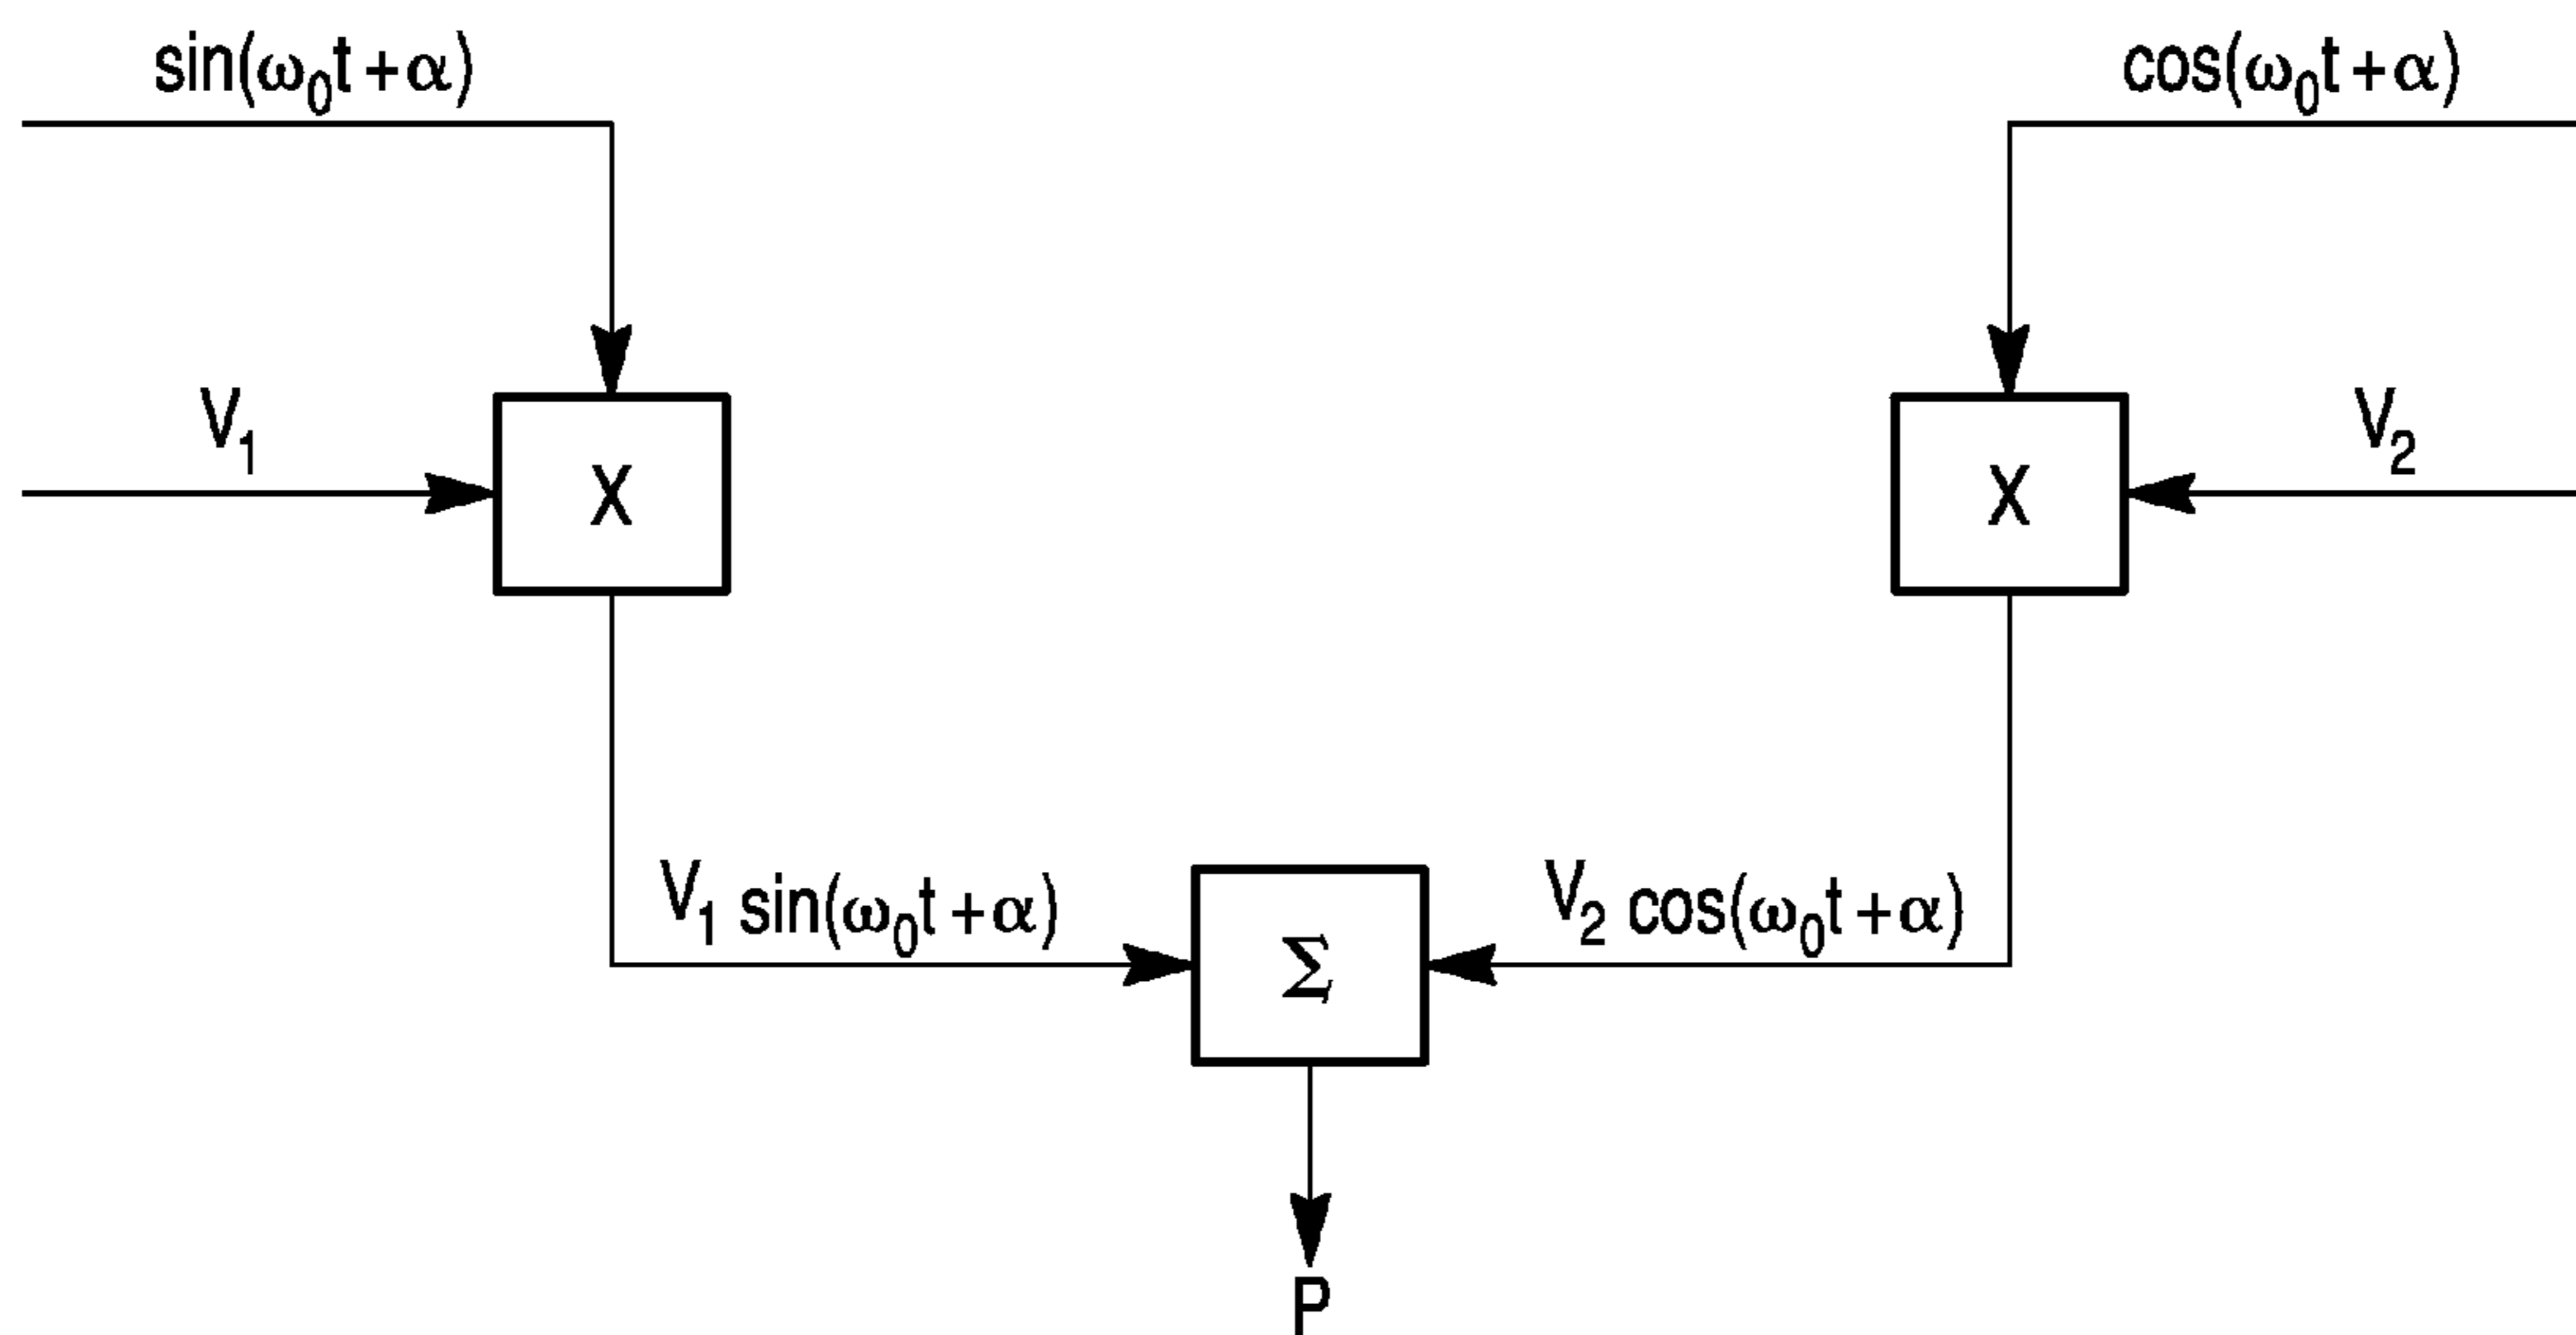 sin(ω₀t+α)
cos(ω₀t+α)
V₁
V₂
X
X
V₁ sin(ω₀t+α)
V₂ cos(ω₀t+α)
Σ
P